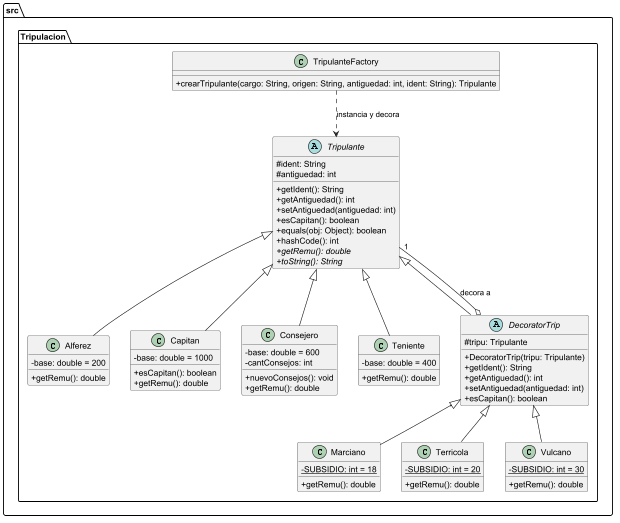 src
Tripulacion
C TripulanteFactory
+crearTripulante(cargo: String, origen: String, antiguedad: int, ident: String): Tripulante
instancia y decora
A Tripulante
#ident: String
#antiguedad: int
+getIdent(): String
+getAntiguedad(): int
+setAntiguedad(antiguedad: int)
+esCapitan(): boolean
+equals(obj: Object): boolean
+hashCode(): int
+getRemu(): double
+toString(): String
1
decora a
C Alferez
-base: double = 200
+getRemu(): double
C Capitan
-base: double = 1000
+esCapitan(): boolean
+getRemu(): double
C Consejero
-base: double = 600
-cantConsejos: int
+nuevoConsejos(): void
+getRemu(): double
C Teniente
-base: double = 400
+getRemu(): double
A DecoratorTrip
#tripu: Tripulante
+DecoratorTrip(tripu: Tripulante)
+getIdent(): String
+getAntiguedad(): int
+setAntiguedad(antiguedad: int)
+esCapitan(): boolean
C Marciano
-SUBSIDIO: int = 18
+getRemu(): double
C Terricola
-SUBSIDIO: int = 20
+getRemu(): double
C Vulcano
-SUBSIDIO: int = 30
+getRemu(): double